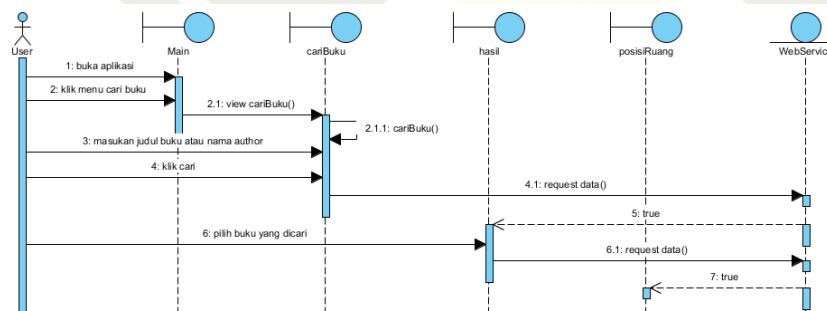 User
Main
cariBuku
hasil
posisiRuang
WebService
1: buka aplikasi
2: klik menu cari buku
2.1: view cariBuku()
2.1.1: cariBuku()
3: masukan judul buku atau nama author
4: klik cari
4.1: request data()
5: true
6: pilih buku yang dicari
6.1: request data()
7: true